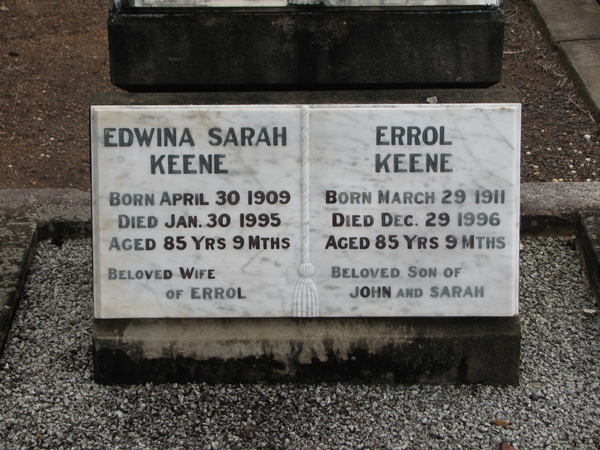 EDWINA SARAH
KEENE
BORN APRIL 30 1909
DIED JAN. 30 1995
AGED 85 YRS 9 MTHS
BELOVED WIFE
OF ERROL
ERROL
KEENE
BORN MARCH 29 1911
DIED DEC. 29 1996
AGED 85 YRS 9 MTHS
BELOVED SON OF
JOHN AND SARAH